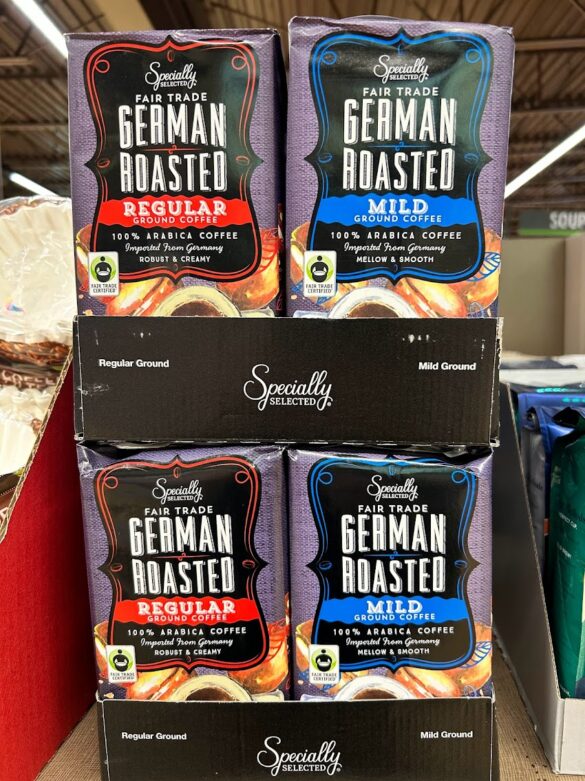 Specially
SELECTED
FAIR TRADE
GERMAN
ROASTED
REGULAR
GROUND COFFEE
100% ARABICA COFFEE
Imported From Germany
ROBUST & CREAMY
FAIR TRADE
CERTIFIED
Specially
SELECTED
FAIR TRADE
GERMAN
ROASTED
MILD
GROUND COFFEE
100% ARABICA COFFEE
Imported From Germany
MELLOW & SMOOTH
FAIR TRADE
CERTIFIED
SOUP
Regular Ground
Specially
SELECTED®
Mild Ground
Specially
SELECTED
FAIR TRADE
GERMAN
ROASTED
REGULAR
GROUND COFFEE
100% ARABICA COFFEE
Imported From Germany
ROBUST & CREAMY
FAIR TRADE
CERTIFIED
Specially
SELECTED
FAIR TRADE
GERMAN
ROASTED
MILD
GROUND COFFEE
100% ARABICA COFFEE
Imported From Germany
MELLOW & SMOOTH
FAIR TRADE
CERTIFIED
Regular Ground
Specially
SELECTED®
Mild Ground